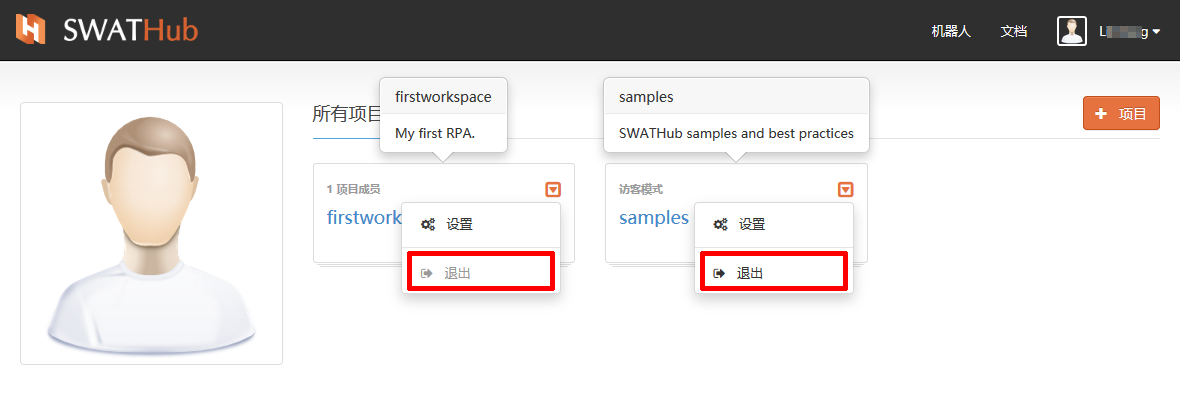 SWATHub
机器人
文档
所有项目
firstworkspace
My first RPA.
samples
SWATHub samples and best practices
项目
1 项目成员
firstwork
设置
退出
访客模式
samples
设置
退出